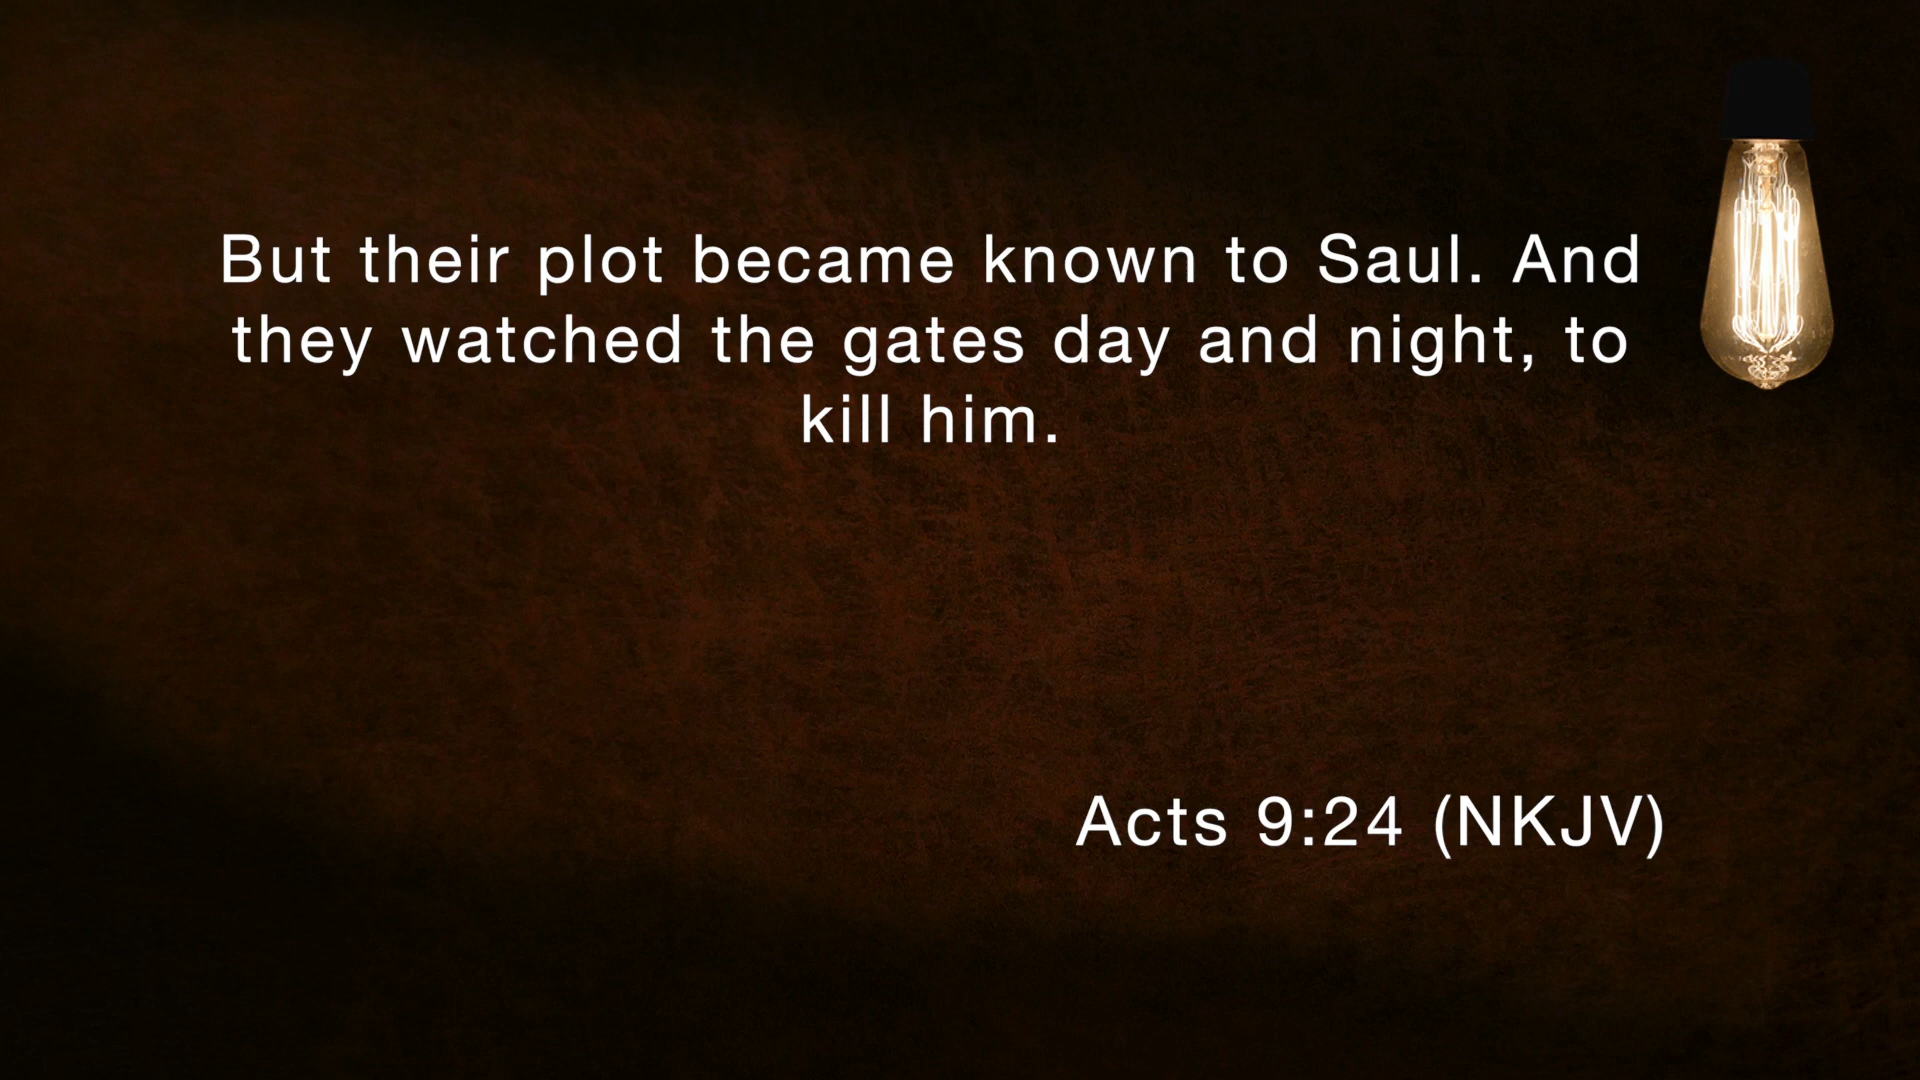 But their plot became known to Saul. And
they watched the gates day and night, to
kill him.
Acts 9:24 (NKJV)